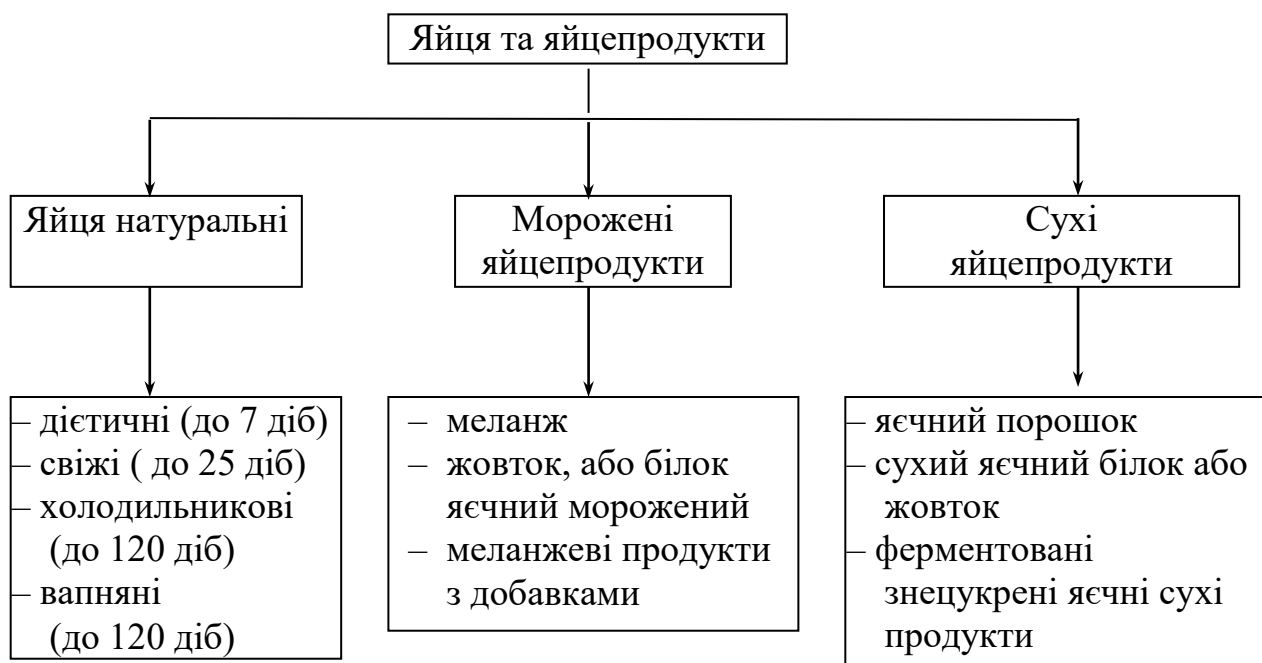 Яйця та яйцепродукти
Яйця натуральні
Морожені
яйцепродукти
Сухі
яйцепродукти
– дієтичні (до 7 діб)
– свіжі ( до 25 діб)
– холодильникові
(до 120 діб)
– вапняні
(до 120 діб)
– меланж
– жовток, або білок
яєчний морожений
– меланжеві продукти
з добавками
– яєчний порошок
– сухий яєчний білок або
жовток
– ферментовані
знецукрені яєчні сухі
продукти